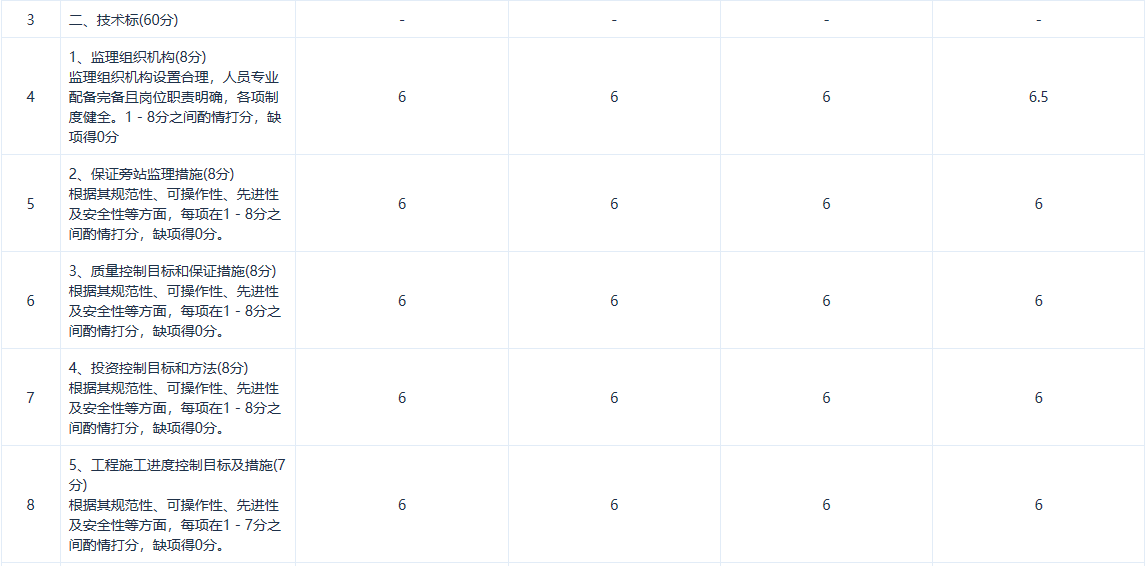 3 二、技术标(60分) - - - -
1、监理组织机构(8分)
监理组织机构设置合理，人员专业
4 配备完备且岗位职责明确，各项制 6 6 6 6.5
度健全。1 - 8分之间酌情打分，缺
项得0分
2、保证旁站监理措施(8分)
根据其规范性、可操作性、先进性
5 及安全性等方面，每项在1 - 8分之 6 6 6 6
间酌情打分，缺项得0分。
3、质量控制目标和保证措施(8分)
根据其规范性、可操作性、先进性
6 及安全性等方面，每项在1 - 8分之 6 6 6 6
间酌情打分，缺项得0分。
4、投资控制目标和方法(8分)
根据其规范性、可操作性、先进性
7 及安全性等方面，每项在1 - 8分之 6 6 6 6
间酌情打分，缺项得0分。
5、工程施工进度控制目标及措施(7
分)
8 根据其规范性、可操作性、先进性 6 6 6 6
及安全性等方面，每项在1 - 7分之
间酌情打分，缺项得0分。